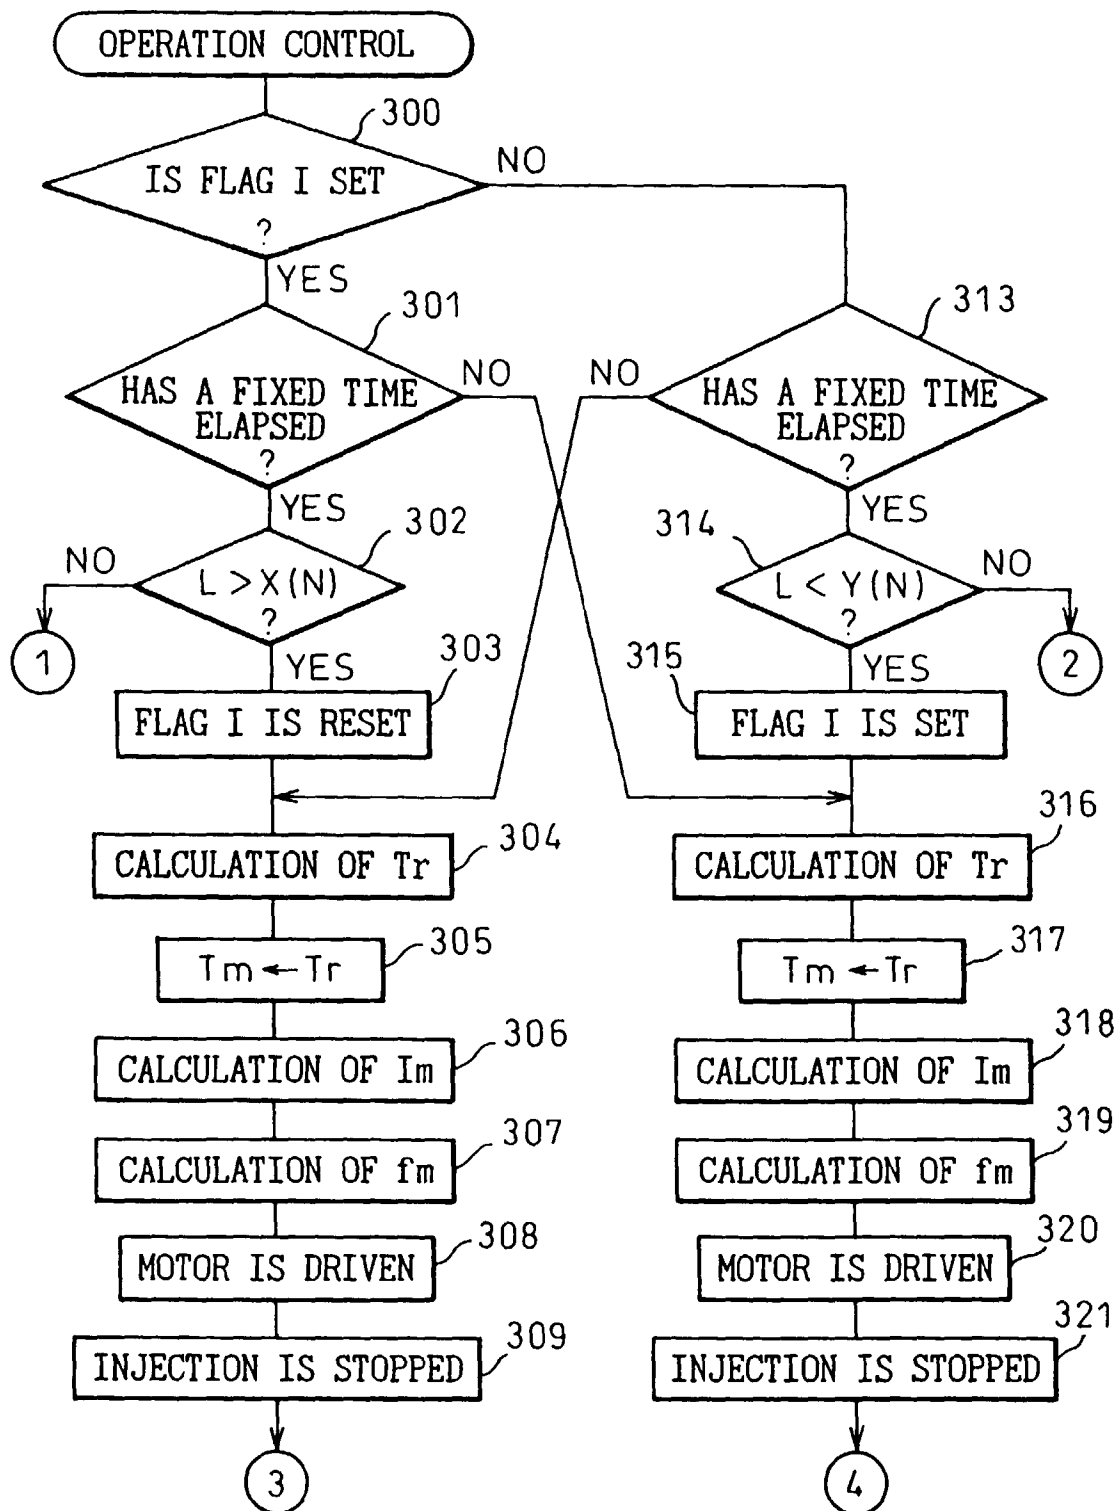 OPERATION CONTROL
300
IS FLAG I SET
?
NO
YES
301
HAS A FIXED TIME
ELAPSED
?
NO
YES
313
NO
HAS A FIXED TIME
ELAPSED
?
YES
302
NO
L > X(N)
?
YES
1
314
L < Y(N)
?
NO
YES
2
303
FLAG I IS RESET
315
FLAG I IS SET
304
CALCULATION OF Tr
316
CALCULATION OF Tr
305
Tm ← Tr
317
Tm ← Tr
306
CALCULATION OF Im
318
CALCULATION OF Im
307
CALCULATION OF fm
319
CALCULATION OF fm
308
MOTOR IS DRIVEN
320
MOTOR IS DRIVEN
309
INJECTION IS STOPPED
321
INJECTION IS STOPPED
3
4